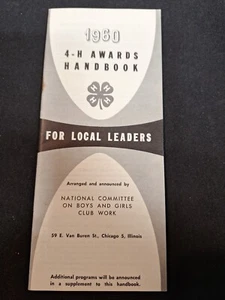 1960
4-H AWARDS
HANDBOOK
H H
H H
FOR LOCAL LEADERS
Arranged and announced by
NATIONAL COMMITTEE
ON BOYS AND GIRLS
CLUB WORK
59 E. Van Buren St., Chicago 5, Illinois
Additional programs will be announced
in a supplement to this handbook.